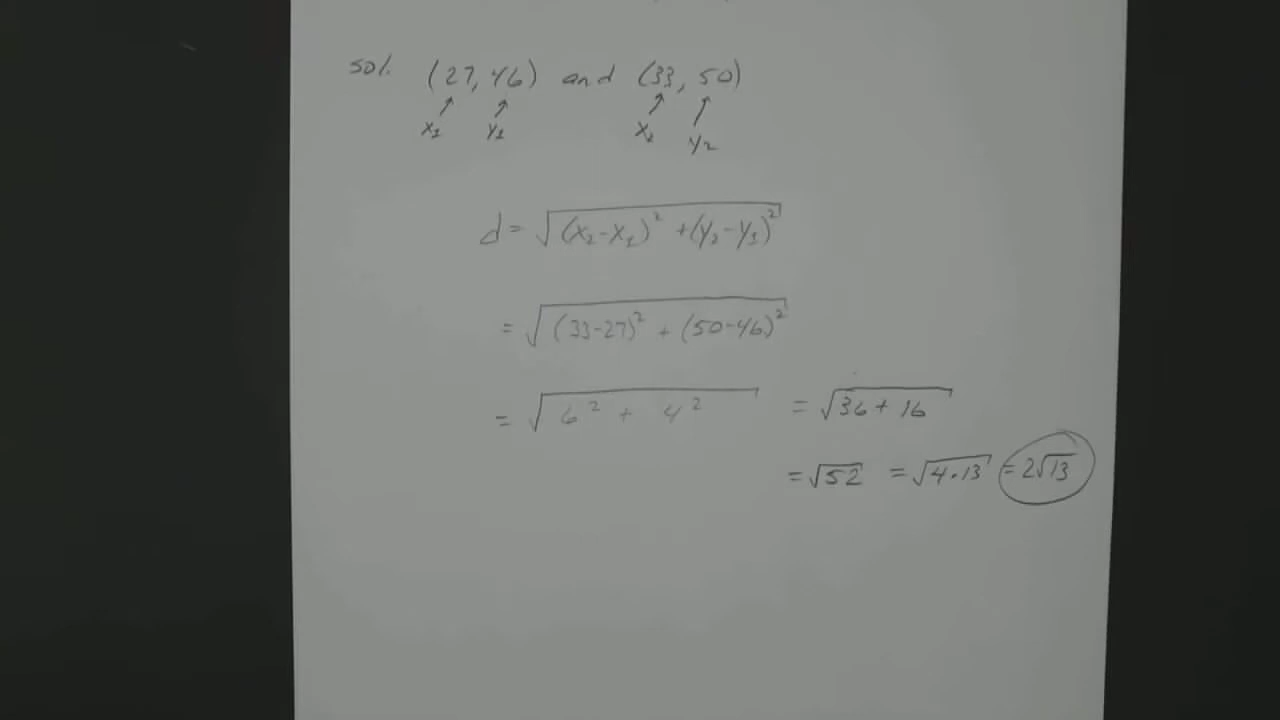 sol. (27, 46) and (33, 50)
x₁ y₁ x₂ y₂
d = √((x₂-x₁)² + (y₂-y₁)²)
= √((33-27)² + (50-46)²)
= √(6² + 4²) = √(36 + 16)
= √52 = √(4·13) = 2√13